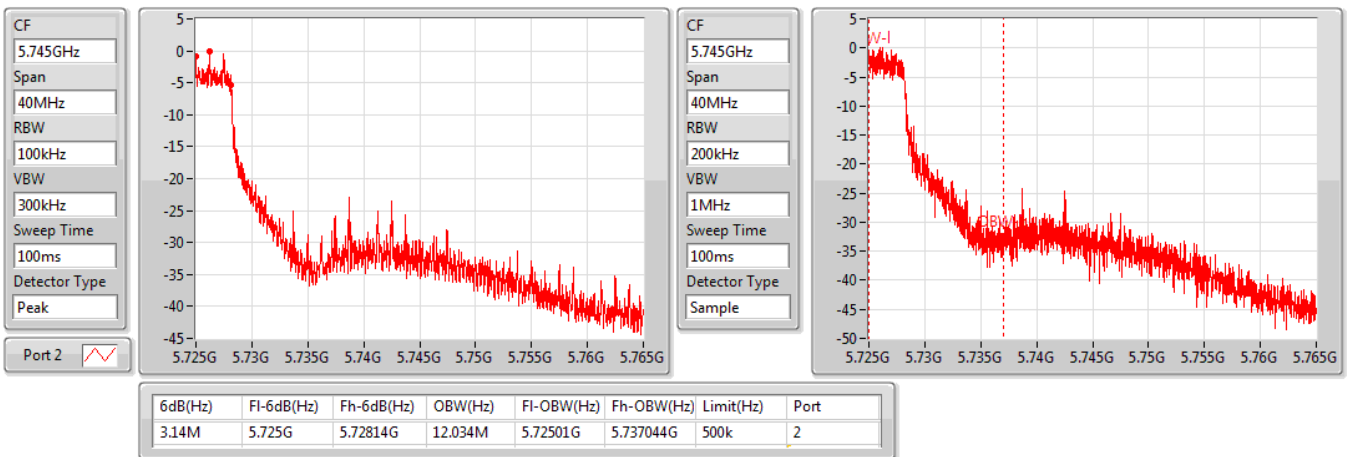 CF
5.745GHz
Span
40MHz
RBW
100kHz
VBW
300kHz
Sweep Time
100ms
Detector Type
Peak
Port 2
5
0
-5
-10
-15
-20
-25
-30
-35
-40
-45
5.725G 5.73G 5.735G 5.74G 5.745G 5.75G 5.755G 5.76G 5.765G
CF
5.745GHz
Span
40MHz
RBW
200kHz
VBW
1MHz
Sweep Time
100ms
Detector Type
Sample
5
0
-5
-10
-15
-20
-25
-30
-35
-40
-45
-50
OBW
5.725G 5.73G 5.735G 5.74G 5.745G 5.75G 5.755G 5.76G 5.765G
6dB(Hz) Fl-6dB(Hz) Fh-6dB(Hz) OBW(Hz) Fl-OBW(Hz) Fh-OBW(Hz) Limit(Hz) Port
3.14M 5.725G 5.72814G 12.034M 5.72501G 5.737044G 500k 2